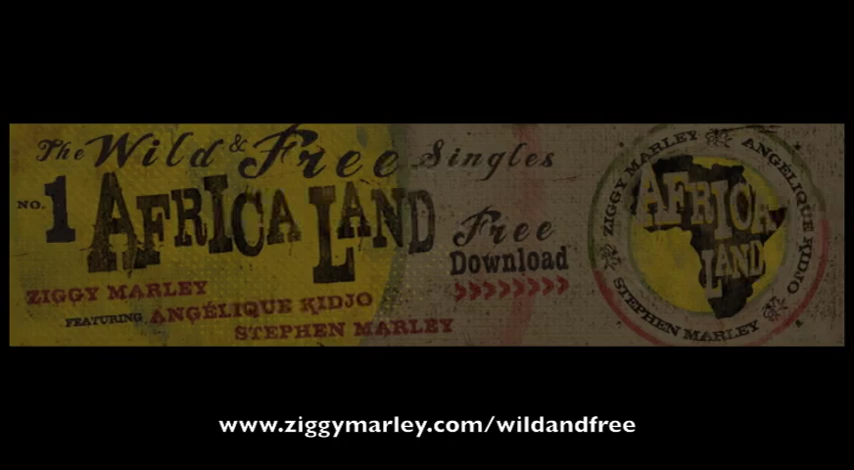 The Wild & Free Singles
NO. 1 AFRICA LAND
ZIGGY MARLEY
FEATURING ANGÉLIQUE KIDJO
STEPHEN MARLEY
Free
Download
ZIGGY MARLEY
ANGÉLIQUE KIDJO
STEPHEN MARLEY
AFRICA
LAND
www.ziggymarley.com/wildandfree